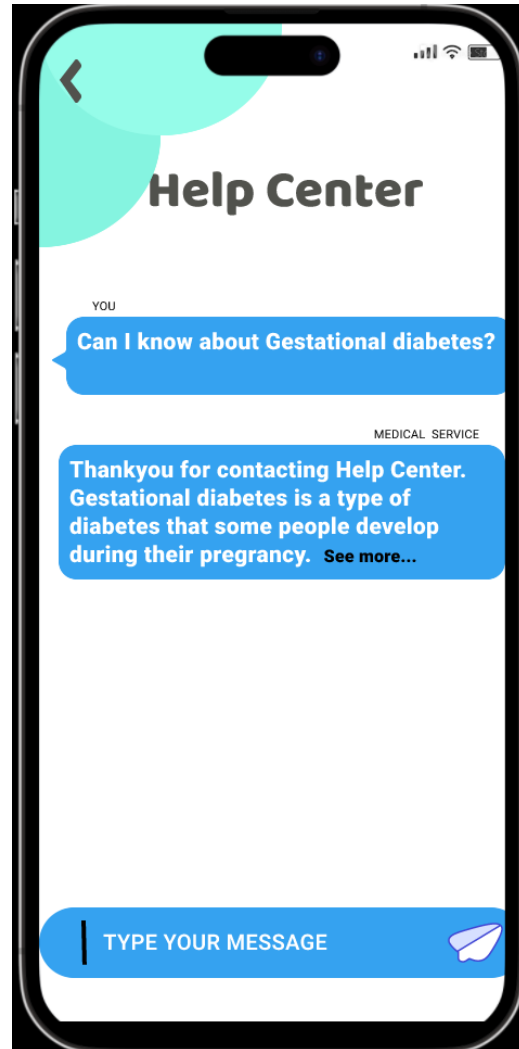 Help Center
YOU
Can I know about Gestational diabetes?
MEDICAL SERVICE
Thankyou for contacting Help Center.
Gestational diabetes is a type of
diabetes that some people develop
during their pregrancy. See more...
TYPE YOUR MESSAGE